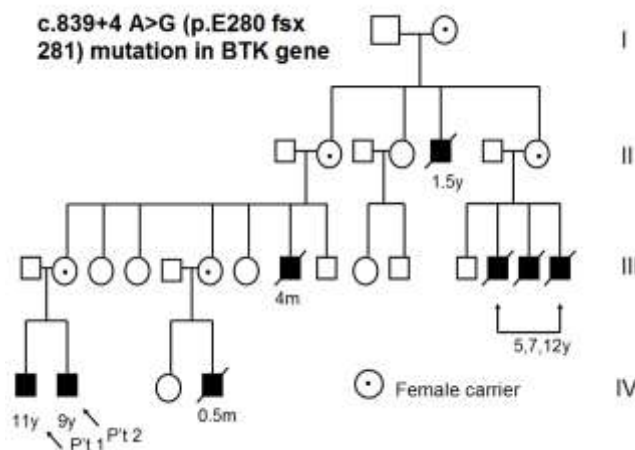 c.839+4 A>G (p.E280 fsx
281) mutation in BTK gene
I
II
1.5y
III
4m
5,7,12y
Female carrier
IV
11y 9y P't 2 0.5m
P't 1